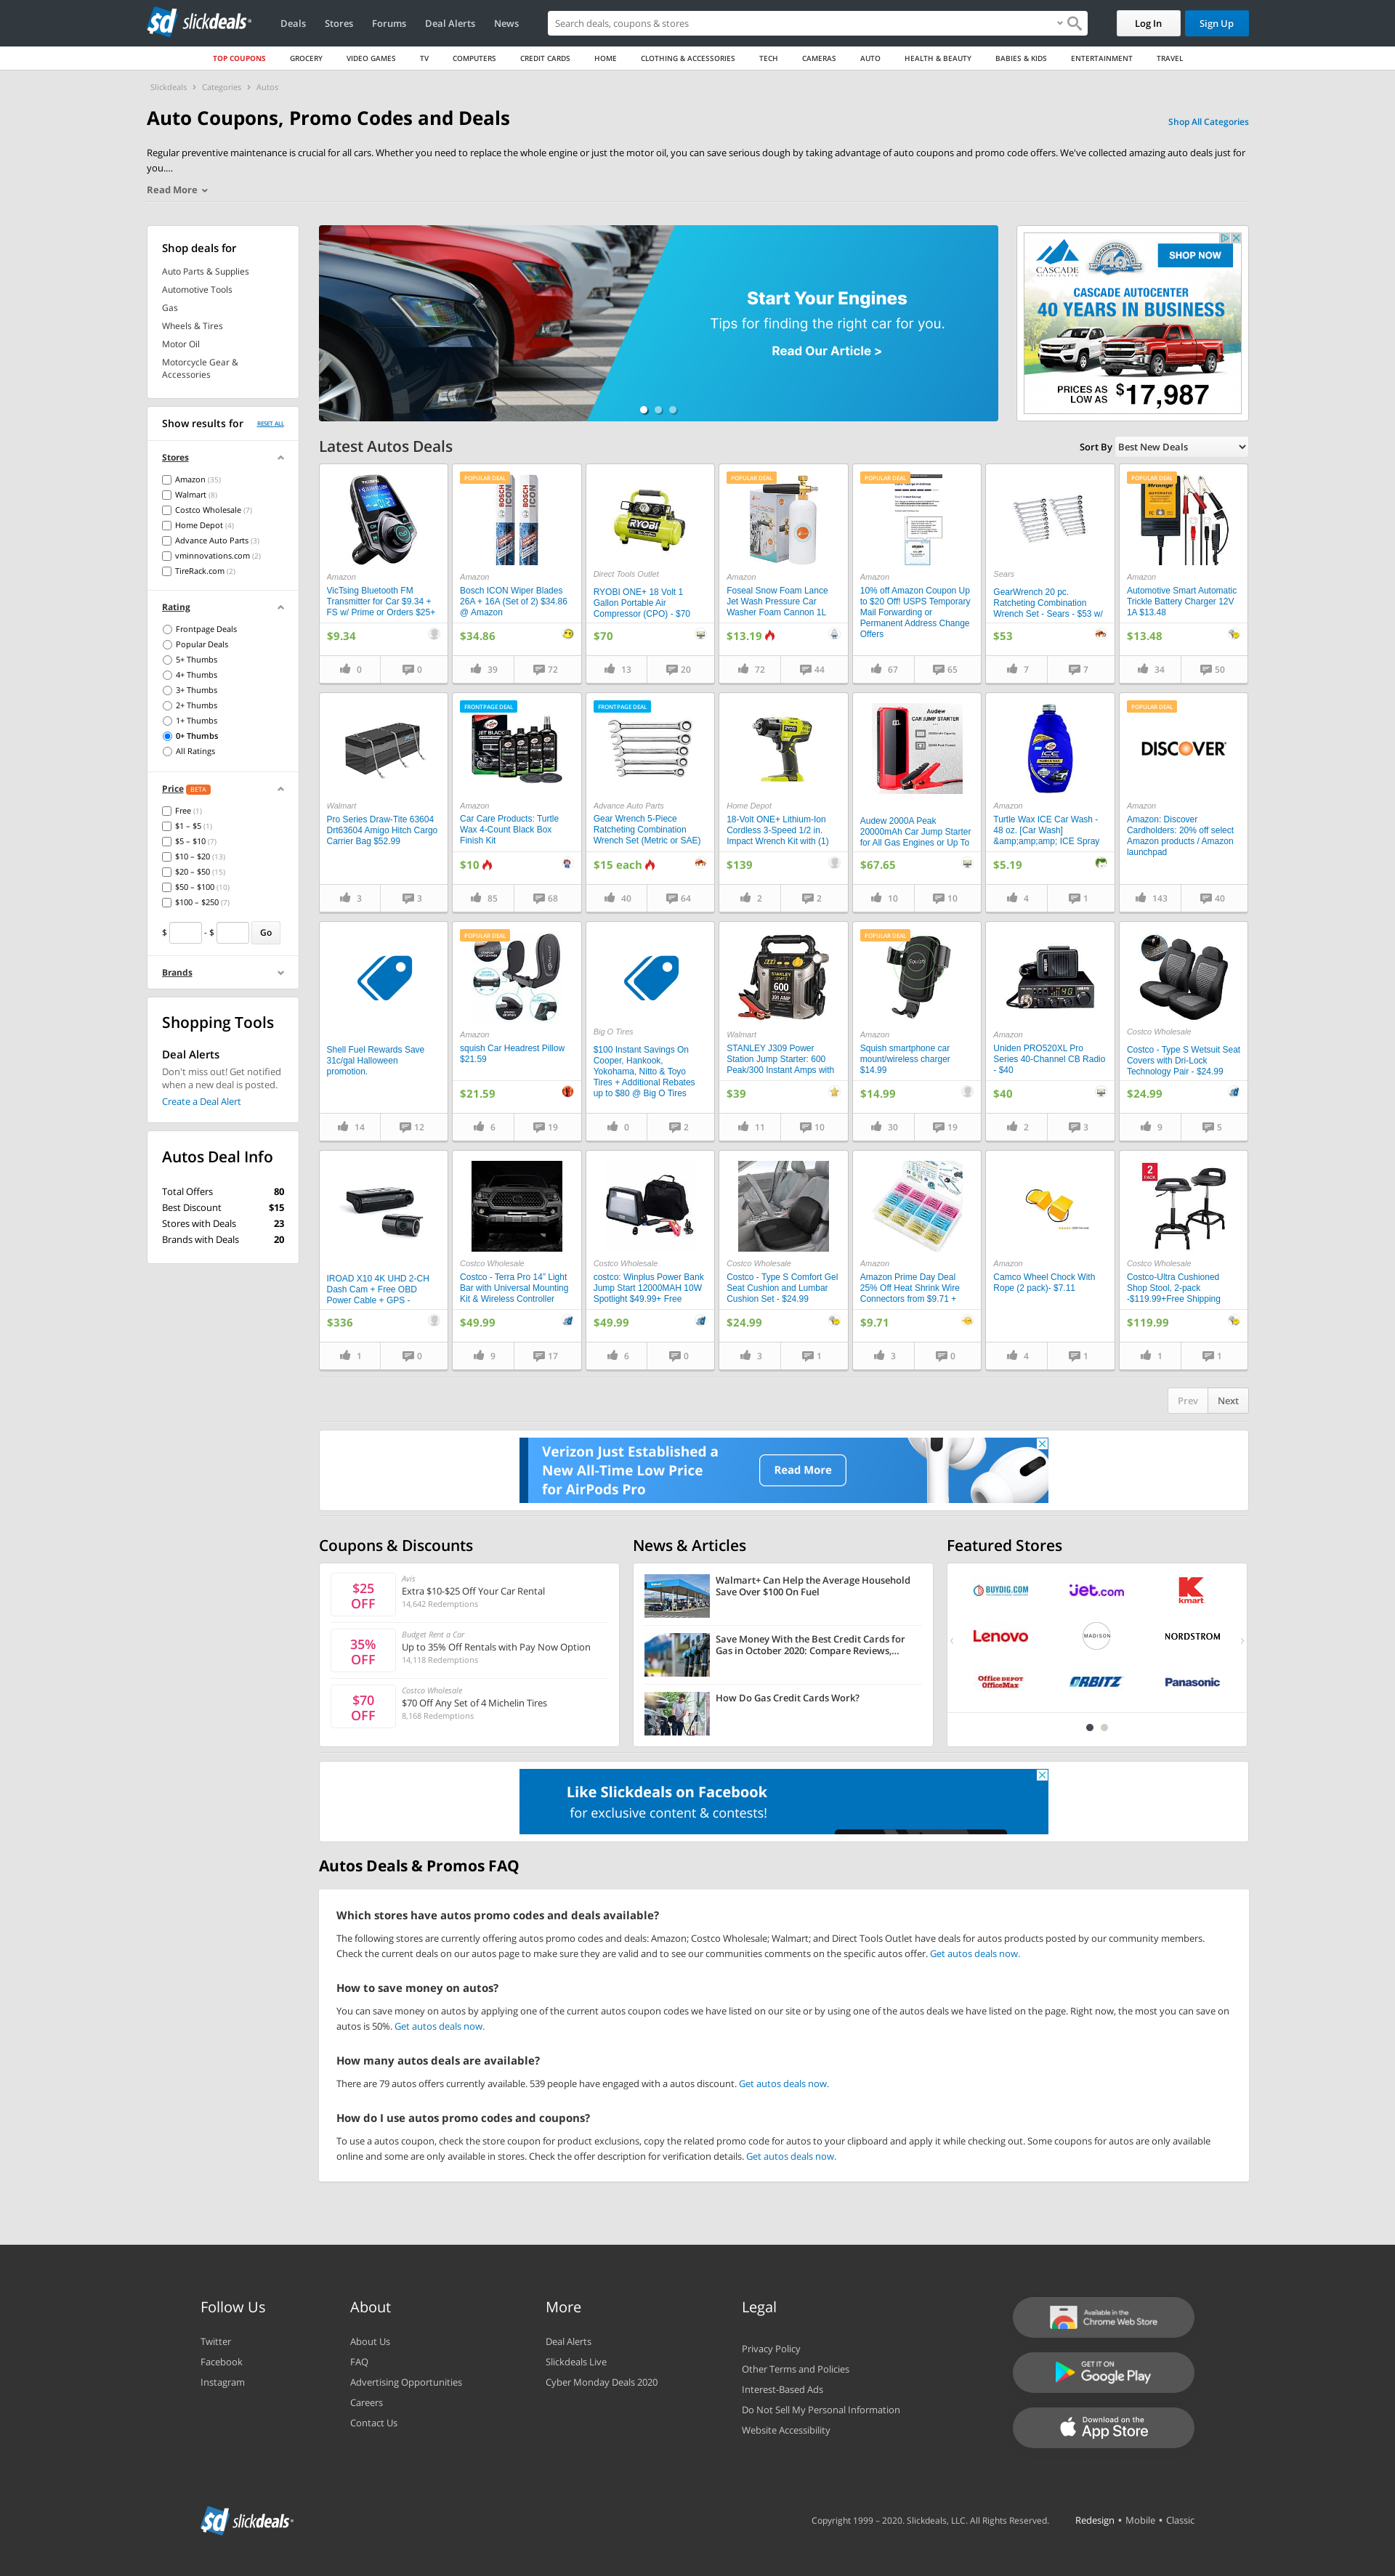 sd slickdeals
Deals Stores Forums Deal Alerts News
Search deals, coupons & stores
Log In
Sign Up
TOP COUPONS GROCERY VIDEO GAMES TV COMPUTERS CREDIT CARDS HOME CLOTHING & ACCESSORIES TECH CAMERAS AUTO HEALTH & BEAUTY BABIES & KIDS ENTERTAINMENT TRAVEL
Slickdeals › Categories › Autos
Auto Coupons, Promo Codes and Deals
Shop All Categories
Regular preventive maintenance is crucial for all cars. Whether you need to replace the whole engine or just the motor oil, you can save serious dough by taking advantage of auto coupons and promo code offers. We've collected amazing auto deals just for
you....
Read More
Shop deals for
Auto Parts & Supplies
Automotive Tools
Gas
Wheels & Tires
Motor Oil
Motorcycle Gear &
Accessories
Show results for
RESET ALL
Stores
Amazon (35)
Walmart (8)
Costco Wholesale (7)
Home Depot (4)
Advance Auto Parts (3)
vminnovations.com (2)
TireRack.com (2)
Rating
Frontpage Deals
Popular Deals
5+ Thumbs
4+ Thumbs
3+ Thumbs
2+ Thumbs
1+ Thumbs
0+ Thumbs
All Ratings
Price BETA
Free (1)
$1 – $5 (1)
$5 – $10 (7)
$10 – $20 (13)
$20 – $50 (15)
$50 – $100 (10)
$100 – $250 (7)
$ - $ Go
Brands
Shopping Tools
Deal Alerts
Don't miss out! Get notified
when a new deal is posted.
Create a Deal Alert
Autos Deal Info
Total Offers 80
Best Discount $15
Stores with Deals 23
Brands with Deals 20
Start Your Engines
Tips for finding the right car for you.
Read Our Article >
CASCADE
AUTOCENTER
40
SHOP NOW
CASCADE AUTOCENTER
40 YEARS IN BUSINESS
PRICES AS
LOW AS
$17,987
Latest Autos Deals
Sort By Best New Deals
Amazon
VicTsing Bluetooth FM
Transmitter for Car $9.34 +
FS w/ Prime or Orders $25+
$9.34
0 0
POPULAR DEAL
BOSCH
ICON
BOSCH
ICON
Amazon
Bosch ICON Wiper Blades
26A + 16A (Set of 2) $34.86
@ Amazon
$34.86
39 72
RYOBI
Direct Tools Outlet
RYOBI ONE+ 18 Volt 1
Gallon Portable Air
Compressor (CPO) - $70
$70
13 20
POPULAR DEAL
Amazon
Foseal Snow Foam Lance
Jet Wash Pressure Car
Washer Foam Cannon 1L
$13.19
72 44
POPULAR DEAL
Amazon
10% off Amazon Coupon Up
to $20 Off! USPS Temporary
Mail Forwarding or
Permanent Address Change
Offers
67 65
Sears
GearWrench 20 pc.
Ratcheting Combination
Wrench Set - Sears - $53 w/
$53
7 7
POPULAR DEAL
Amazon
Automotive Smart Automatic
Trickle Battery Charger 12V
1A $13.48
$13.48
34 50
Walmart
Pro Series Draw-Tite 63604
Drt63604 Amigo Hitch Cargo
Carrier Bag $52.99
3 3
FRONTPAGE DEAL
JET BLACK
Amazon
Car Care Products: Turtle
Wax 4-Count Black Box
Finish Kit
$10
85 68
FRONTPAGE DEAL
Advance Auto Parts
Gear Wrench 5-Piece
Ratcheting Combination
Wrench Set (Metric or SAE)
$15 each
40 64
Home Depot
18-Volt ONE+ Lithium-Ion
Cordless 3-Speed 1/2 in.
Impact Wrench Kit with (1)
$139
2 2
Audew
CAR JUMP STARTER
Audew 2000A Peak
20000mAh Car Jump Starter
for All Gas Engines or Up To
$67.65
10 10
ICE
Amazon
Turtle Wax ICE Car Wash -
48 oz. [Car Wash]
&amp;amp;amp; ICE Spray
$5.19
4 1
POPULAR DEAL
DISCOVER
Amazon
Amazon: Discover
Cardholders: 20% off select
Amazon products / Amazon
launchpad
143 40
Shell Fuel Rewards Save
31c/gal Halloween
promotion.
14 12
POPULAR DEAL
Amazon
squish Car Headrest Pillow
$21.59
$21.59
6 19
Big O Tires
$100 Instant Savings On
Cooper, Hankook,
Yokohama, Nitto & Toyo
Tires + Additional Rebates
up to $80 @ Big O Tires
0 2
600
Walmart
STANLEY J309 Power
Station Jump Starter: 600
Peak/300 Instant Amps with
$39
11 10
POPULAR DEAL
Squish
Amazon
Squish smartphone car
mount/wireless charger
$14.99
$14.99
30 19
Amazon
Uniden PRO520XL Pro
Series 40-Channel CB Radio
- $40
$40
2 3
Costco Wholesale
Costco - Type S Wetsuit Seat
Covers with Dri-Lock
Technology Pair - $24.99
$24.99
9 5
IROAD X10 4K UHD 2-CH
Dash Cam + Free OBD
Power Cable + GPS -
$336
1 0
Costco Wholesale
Costco - Terra Pro 14" Light
Bar with Universal Mounting
Kit & Wireless Controller
$49.99
9 17
Costco Wholesale
costco: Winplus Power Bank
Jump Start 12000MAH 10W
Spotlight $49.99+ Free
$49.99
6 0
Costco Wholesale
Costco - Type S Comfort Gel
Seat Cushion and Lumbar
Cushion Set - $24.99
$24.99
3 1
Amazon
Amazon Prime Day Deal
25% Off Heat Shrink Wire
Connectors from $9.71 +
$9.71
3 0
Amazon
Camco Wheel Chock With
Rope (2 pack)- $7.11
4 1
2
PACK
Costco Wholesale
Costco-Ultra Cushioned
Shop Stool, 2-pack
-$119.99+Free Shipping
$119.99
1 1
Prev Next
Verizon Just Established a
New All-Time Low Price
for AirPods Pro
Read More
Coupons & Discounts
$25
OFF
Avis
Extra $10-$25 Off Your Car Rental
14,642 Redemptions
35%
OFF
Budget Rent a Car
Up to 35% Off Rentals with Pay Now Option
14,118 Redemptions
$70
OFF
Costco Wholesale
$70 Off Any Set of 4 Michelin Tires
8,168 Redemptions
News & Articles
Walmart+ Can Help the Average Household
Save Over $100 On Fuel
Save Money With the Best Credit Cards for
Gas in October 2020: Compare Reviews,...
How Do Gas Credit Cards Work?
Featured Stores
BUYDIG.COM
jet.com
kmart
Lenovo
MADISON
NORDSTROM
Office DEPOT
OfficeMax
ORBITZ
Panasonic
Like Slickdeals on Facebook
for exclusive content & contests!
Autos Deals & Promos FAQ
Which stores have autos promo codes and deals available?
The following stores are currently offering autos promo codes and deals: Amazon; Costco Wholesale; Walmart; and Direct Tools Outlet have deals for autos products posted by our community members.
Check the current deals on our autos page to make sure they are valid and to see our communities comments on the specific autos offer. Get autos deals now.
How to save money on autos?
You can save money on autos by applying one of the current autos coupon codes we have listed on our site or by using one of the autos deals we have listed on the page. Right now, the most you can save on
autos is 50%. Get autos deals now.
How many autos deals are available?
There are 79 autos offers currently available. 539 people have engaged with a autos discount. Get autos deals now.
How do I use autos promo codes and coupons?
To use a autos coupon, check the store coupon for product exclusions, copy the related promo code for autos to your clipboard and apply it while checking out. Some coupons for autos are only available
online and some are only available in stores. Check the offer description for verification details. Get autos deals now.
Follow Us
Twitter
Facebook
Instagram
About
About Us
FAQ
Advertising Opportunities
Careers
Contact Us
More
Deal Alerts
Slickdeals Live
Cyber Monday Deals 2020
Legal
Privacy Policy
Other Terms and Policies
Interest-Based Ads
Do Not Sell My Personal Information
Website Accessibility
Available in the
Chrome Web Store
GET IT ON
Google Play
Download on the
App Store
sd slickdeals
Copyright 1999 – 2020. Slickdeals, LLC. All Rights Reserved.
Redesign • Mobile • Classic